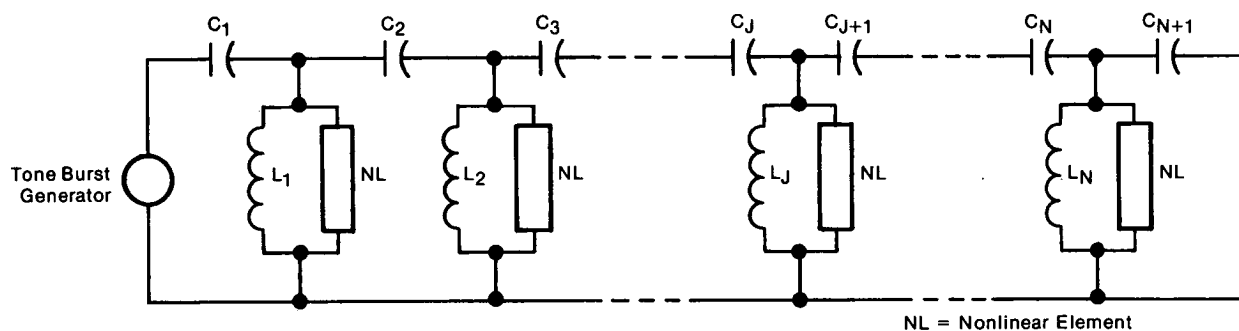 C1 C2 C3 CJ CJ+1 CN CN+1
Tone Burst
Generator
L1 NL L2 NL LJ NL LN NL
NL = Nonlinear Element